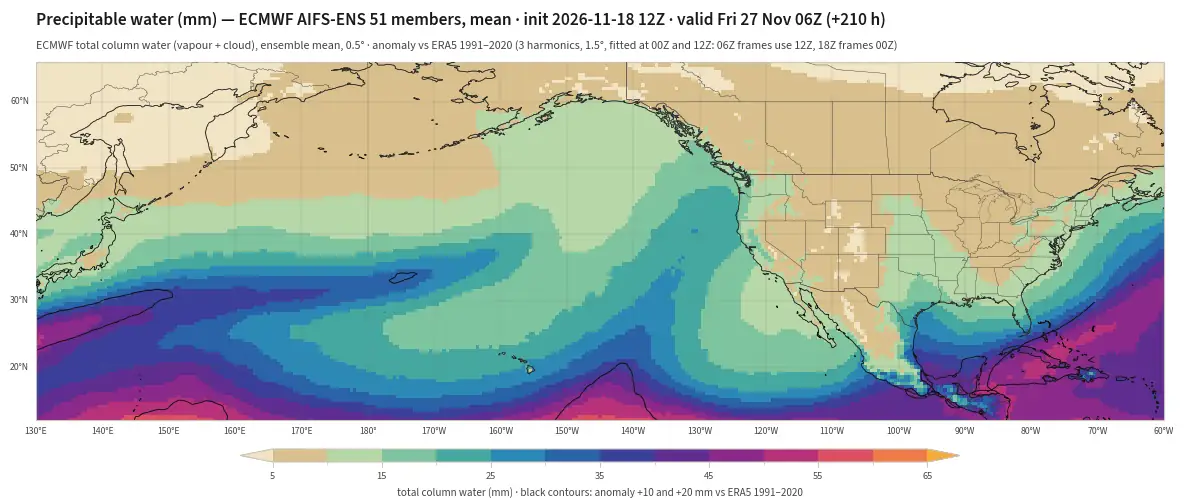 Precipitable water (mm) — ECMWF AIFS-ENS 51 members, mean · init 2026-11-18 12Z · valid Fri 27 Nov 06Z (+210 h)
ECMWF total column water (vapour + cloud), ensemble mean, 0.5° · anomaly vs ERA5 1991–2020 (3 harmonics, 1.5°, fitted at 00Z and 12Z: 06Z frames use 12Z, 18Z frames 00Z)
60°N
50°N
40°N
30°N
20°N
130°E 140°E 150°E 160°E 170°E 180° 170°W 160°W 150°W 140°W 130°W 120°W 110°W 100°W 90°W 80°W 70°W 60°W
5 15 25 35 45 55 65
total column water (mm) · black contours: anomaly +10 and +20 mm vs ERA5 1991–2020